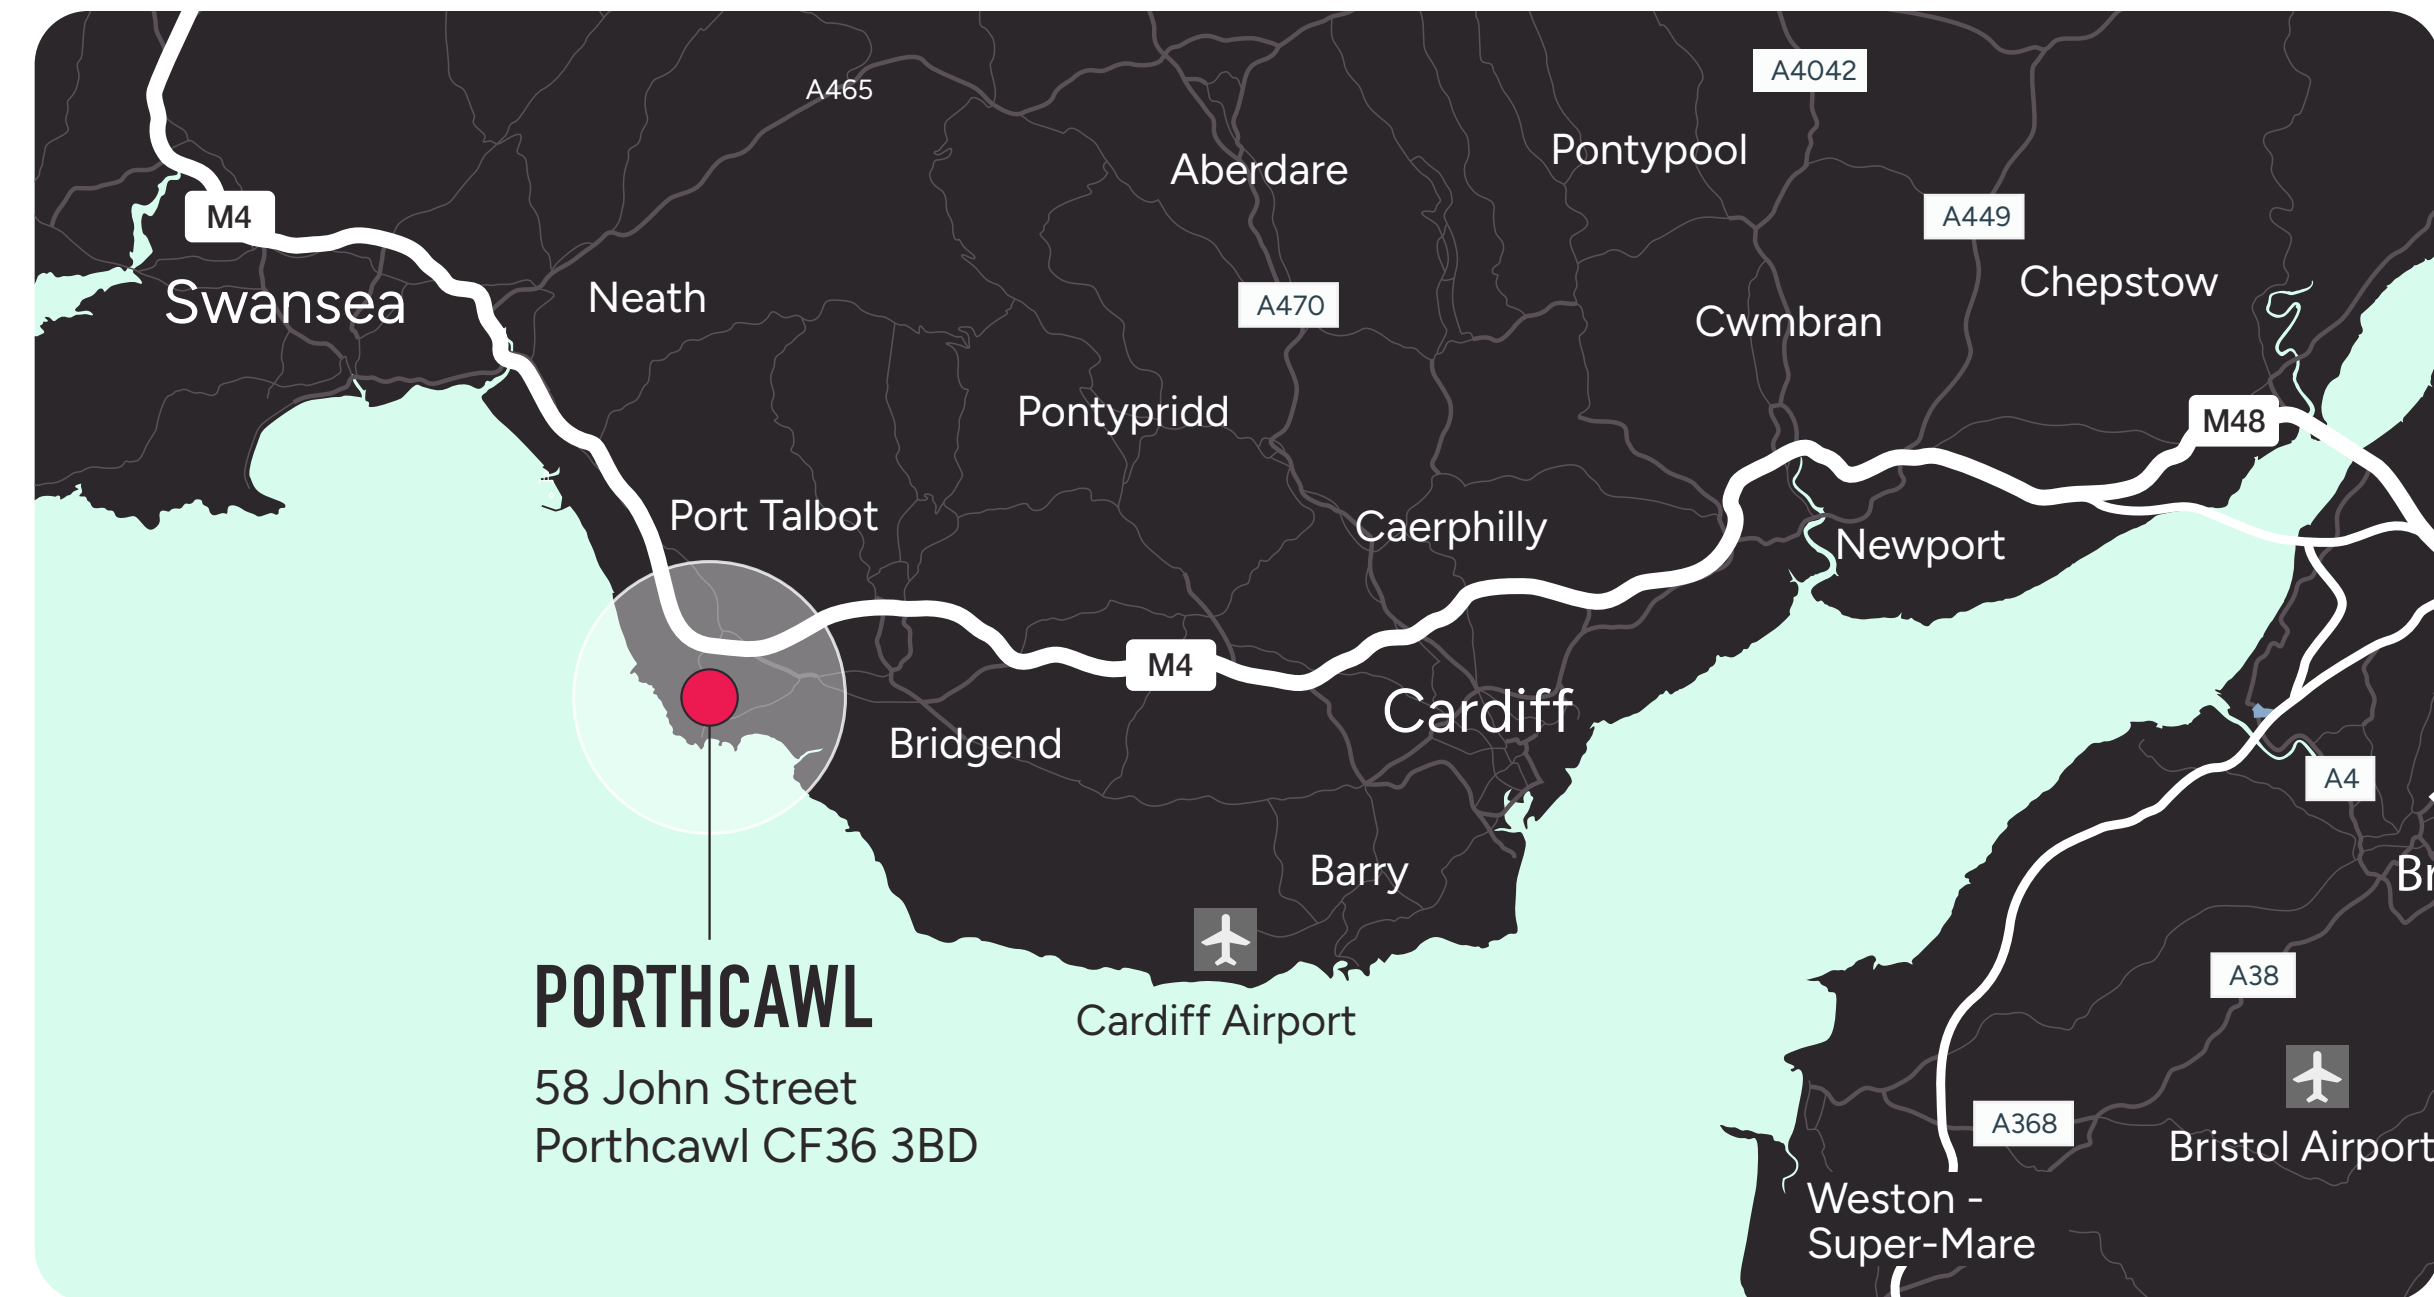 A4042
A465
Pontypool
Aberdare
M4
A449
Chepstow
Swansea
Neath
A470
Cwmbran
Pontypridd
M48
Port Talbot
Caerphilly
Newport
M4
Cardiff
Bridgend
A4
Barry
A38
PORTHCAWL
Cardiff Airport
58 John Street
Porthcawl CF36 3BD
A368
Bristol Airport
Weston -
Super-Mare